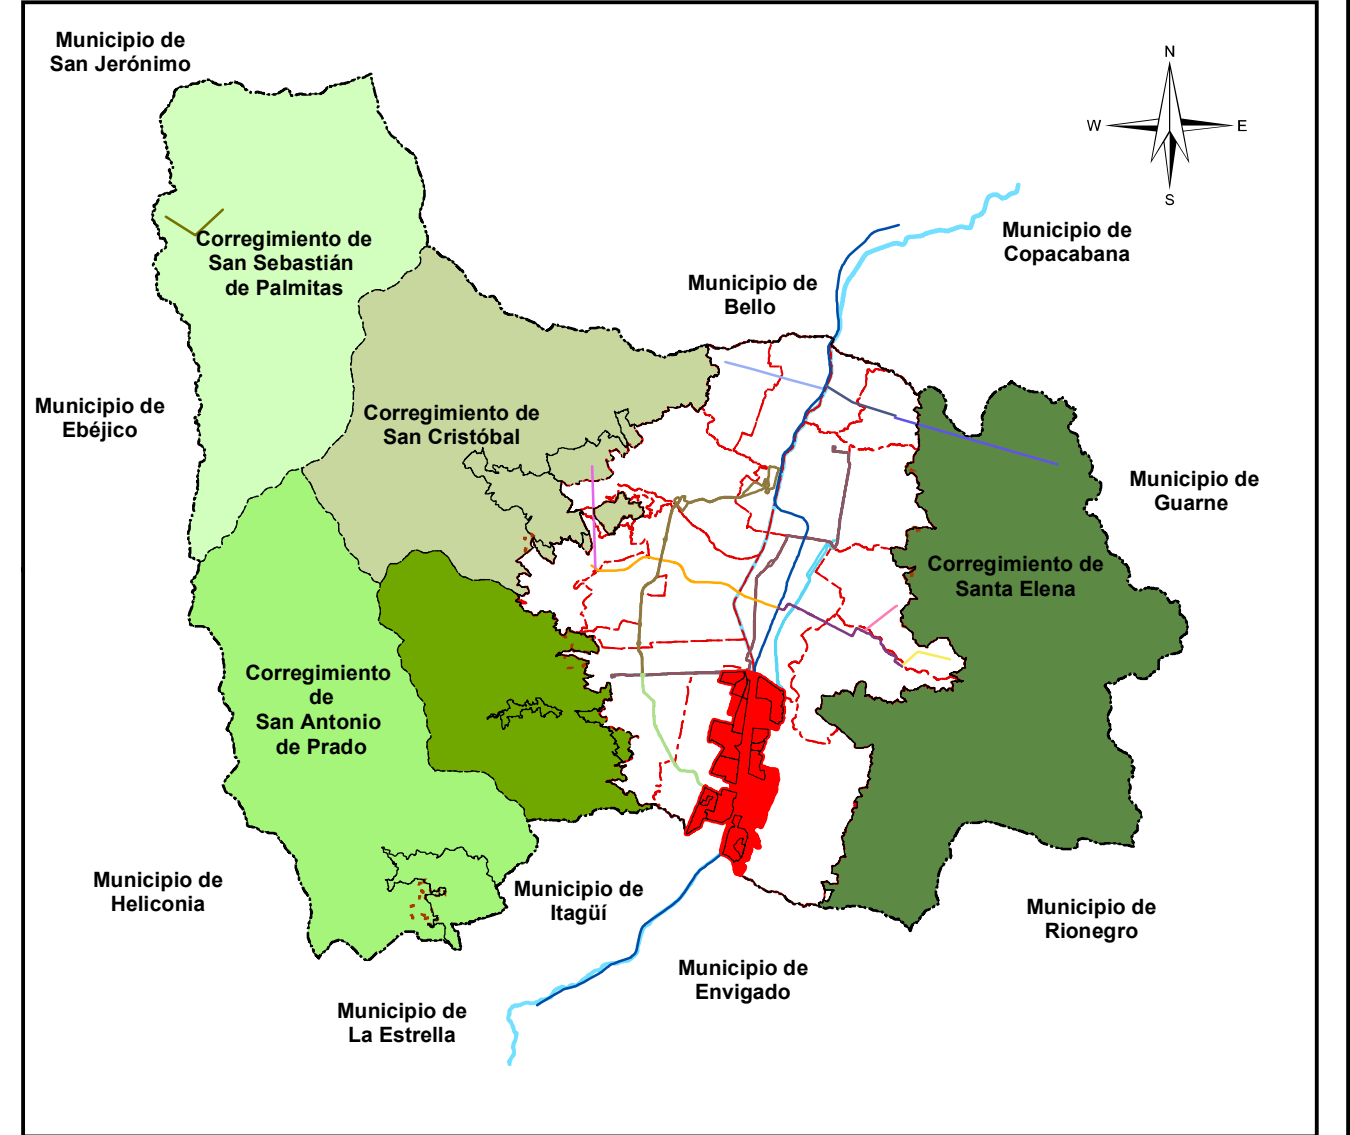 Municipio de
San Jerónimo
N
W
E
S
Municipio de
Copacabana
Corregimiento de
San Sebastián
de Palmitas
Municipio de
Bello
Municipio de
Ebéjico
Corregimiento de
San Cristóbal
Municipio de
Guarne
Corregimiento de
Santa Elena
Corregimiento
de
San Antonio
de Prado
Municipio de
Heliconia
Municipio de
Itagüí
Municipio de
Rionegro
Municipio de
Envigado
Municipio de
La Estrella